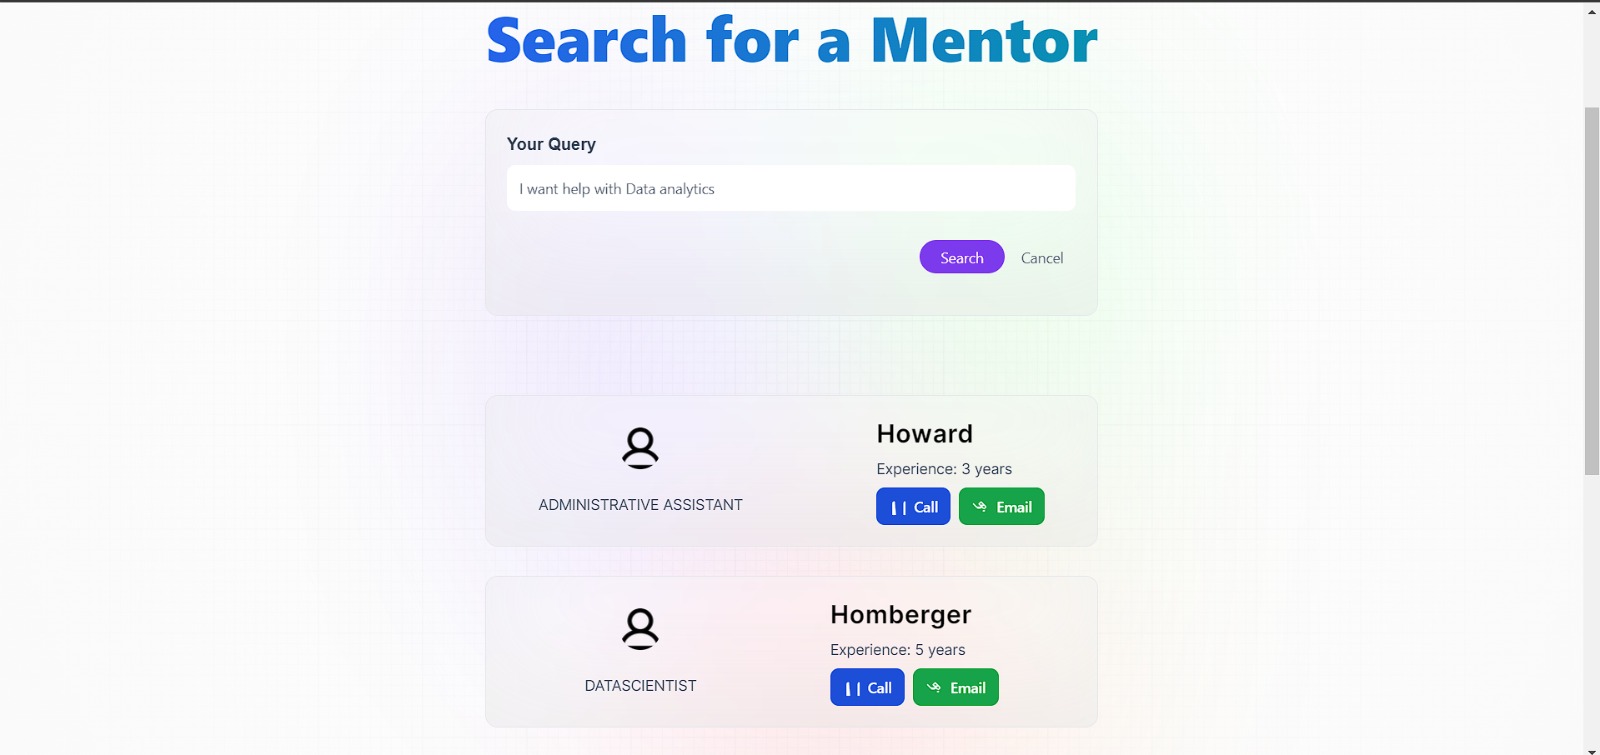 Search for a Mentor
Your Query
I want help with Data analytics
Search Cancel
Howard
Experience: 3 years
ADMINISTRATIVE ASSISTANT
Call Email
Homberger
Experience: 5 years
DATASCIENTIST
Call Email